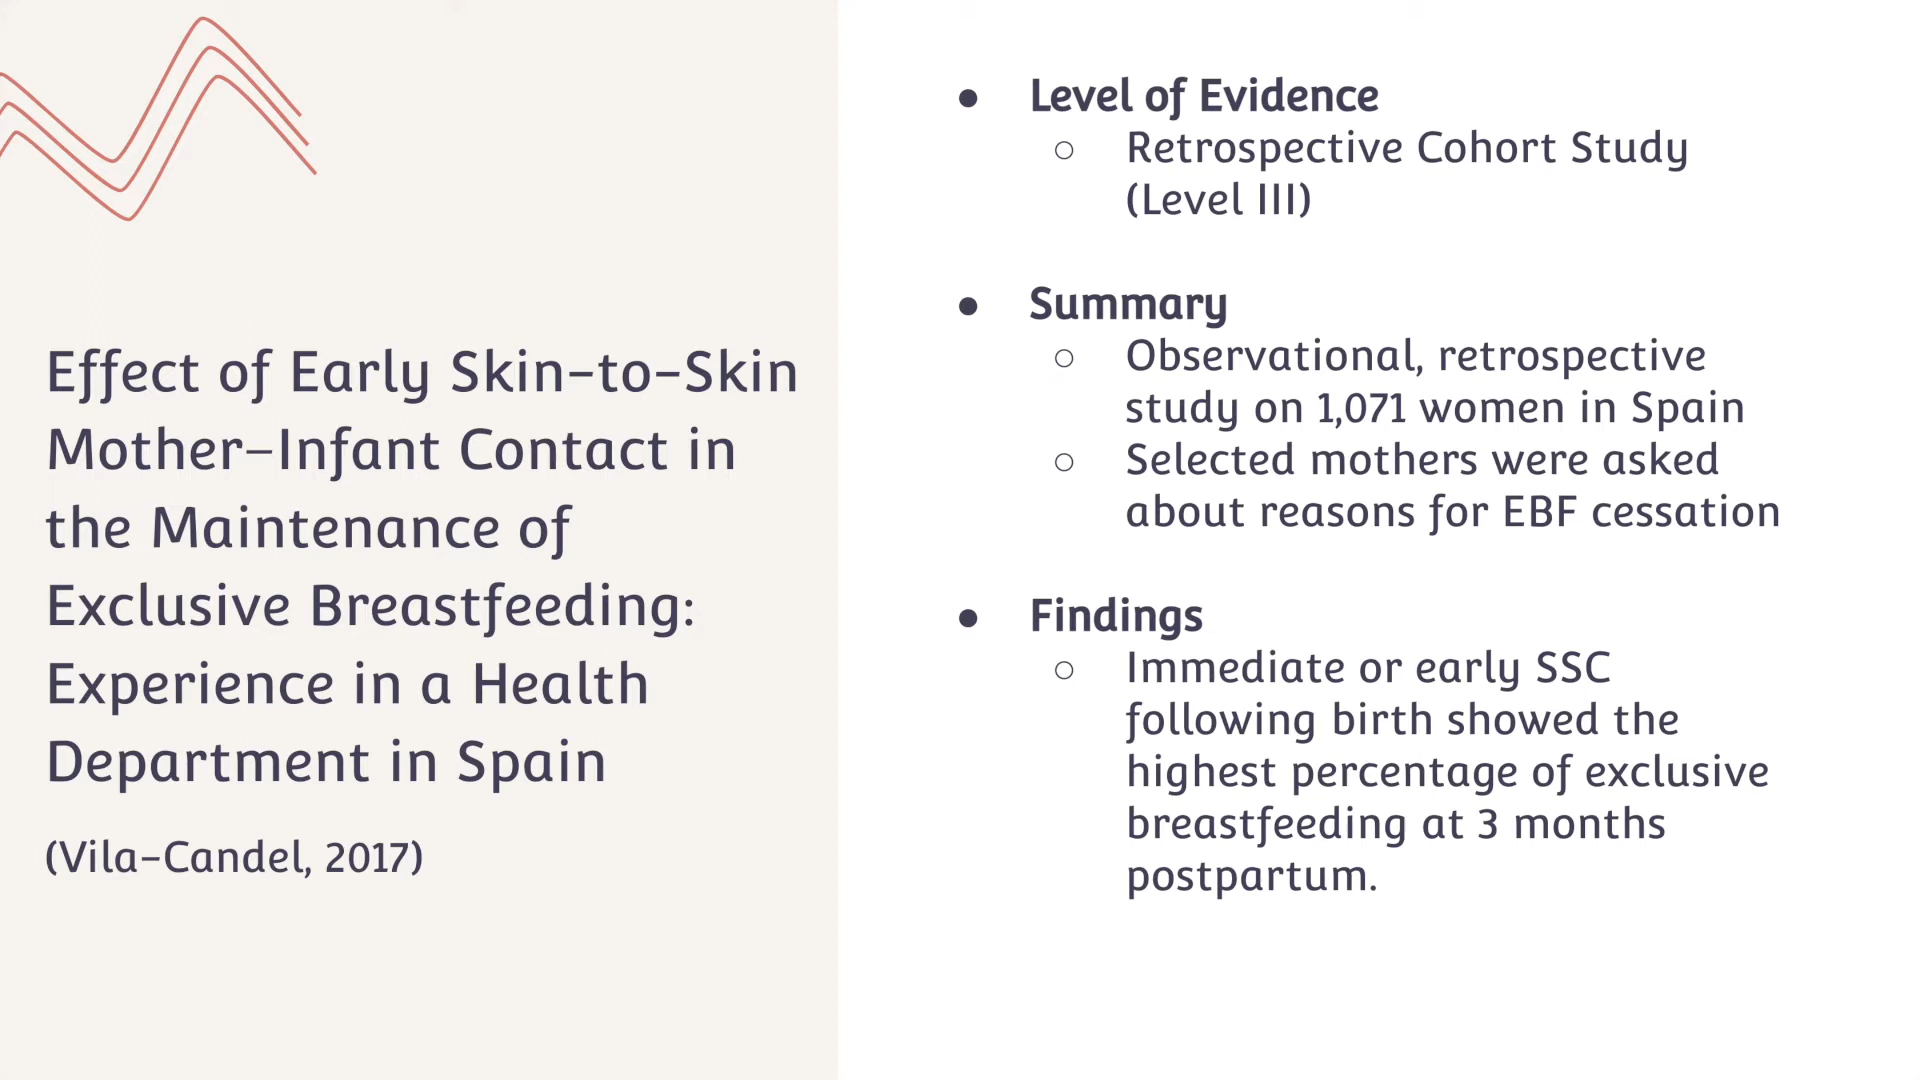 Effect of Early Skin-to-Skin
Mother–Infant Contact in
the Maintenance of
Exclusive Breastfeeding:
Experience in a Health
Department in Spain
(Vila-Candel, 2017)
● Level of Evidence
○ Retrospective Cohort Study
(Level III)
● Summary
○ Observational, retrospective
study on 1,071 women in Spain
○ Selected mothers were asked
about reasons for EBF cessation
● Findings
○ Immediate or early SSC
following birth showed the
highest percentage of exclusive
breastfeeding at 3 months
postpartum.